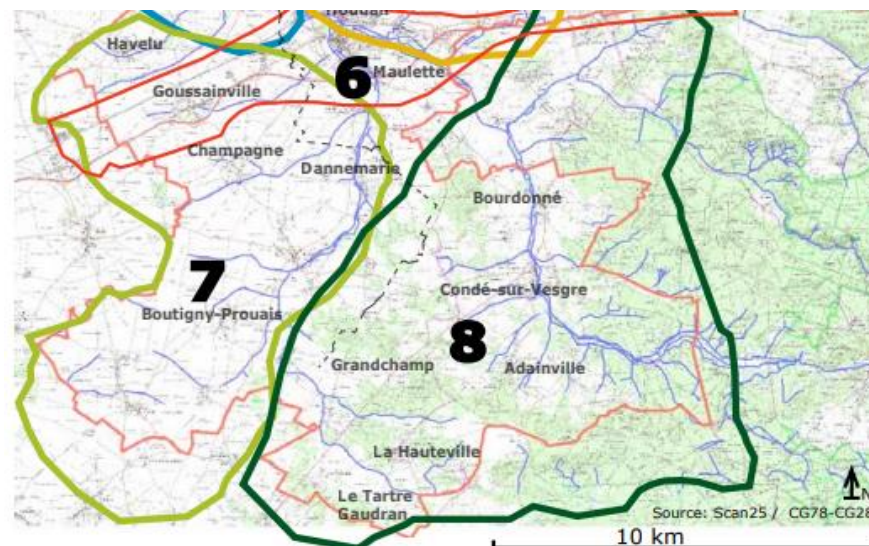 Houdan
Havelu
6
Maulette
Goussainville
Champagne
Dannemarie
Bourdonné
7
Condé-sur-Vesgre
Boutigny-Prouais
8
Grandchamp
Adainville
La Hauteville
Le Tartre
Gaudran
N
Source: Scan25 / CG78-CG28
10 km